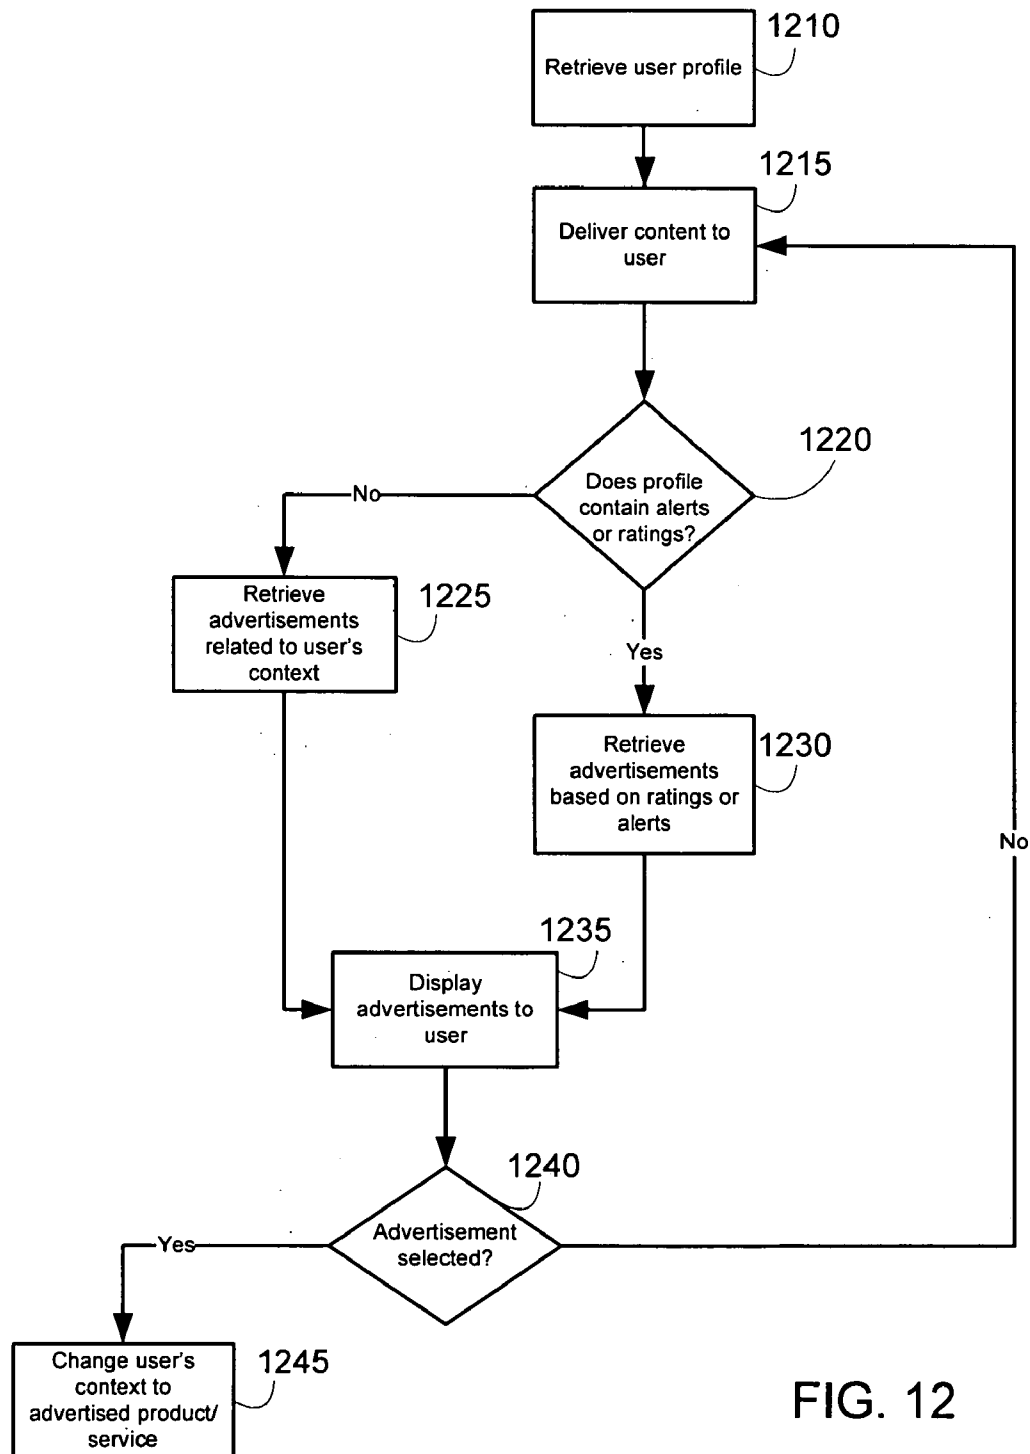 1210
Retrieve user profile
1215
Deliver content to
user
1220
Does profile
contain alerts
or ratings?
No
Retrieve
advertisements
related to user's
context
1225
Yes
1230
Retrieve
advertisements
based on ratings or
alerts
No
1235
Display
advertisements to
user
1240
Advertisement
selected?
Yes
Change user's
context to
advertised product/
service
1245
FIG. 12